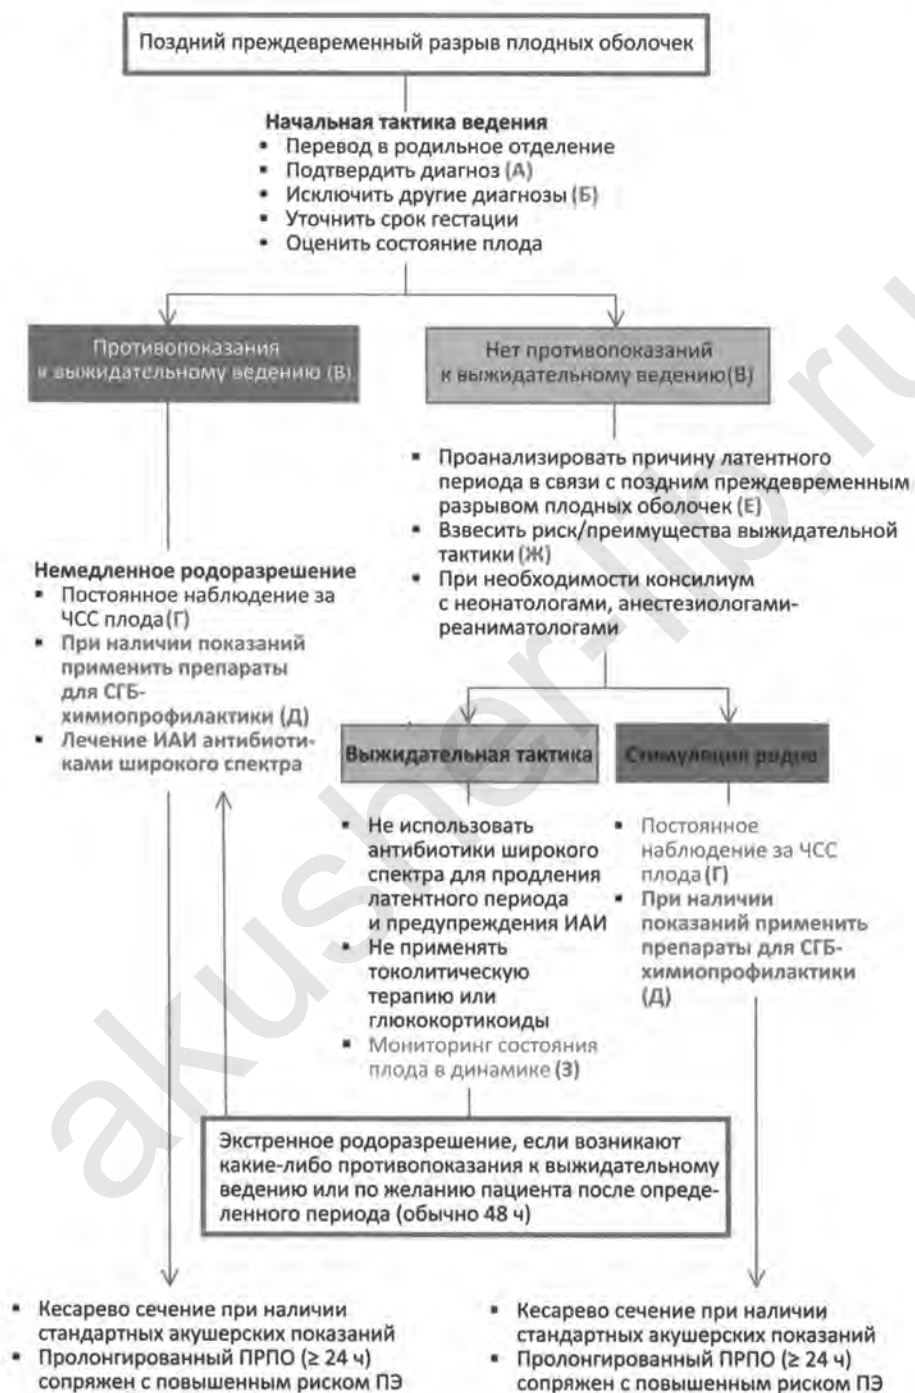 Поздний преждевременный разрыв плодных оболочек
Начальная тактика ведения
▪ Перевод в родильное отделение
▪ Подтвердить диагноз (А)
▪ Исключить другие диагнозы (Б)
▪ Уточнить срок гестации
▪ Оценить состояние плода
Противопоказания
к выжидательному ведению (В)
Нет противопоказаний
к выжидательному ведению(В)
▪ Проанализировать причину латентного
периода в связи с поздним преждевременным
разрывом плодных оболочек (Е)
▪ Взвесить риск/преимущества выжидательной
тактики (Ж)
▪ При необходимости консилиум
с неонатологами, анестезиологами-
реаниматологами
Немедленное родоразрешение
▪ Постоянное наблюдение за
ЧСС плода (Г)
▪ При наличии показаний
применить препараты
для СГБ-
химиопрофилактики (Д)
▪ Лечение ИАИ антибиоти-
ками широкого спектра
Выжидательная тактика
Стимуляция родов
▪ Не использовать
антибиотики широкого
спектра для продления
латентного периода
и предупреждения ИАИ
▪ Не применять
токолитическую
терапию или
глюкокортикоиды
▪ Мониторинг состояния
плода в динамике (З)
▪ Постоянное
наблюдение за ЧСС
плода (Г)
▪ При наличии
показаний применить
препараты для СГБ-
химиопрофилактики
(Д)
Экстренное родоразрешение, если возникают
какие-либо противопоказания к выжидательному
ведению или по желанию пациента после опреде-
ленного периода (обычно 48 ч)
▪ Кесарево сечение при наличии
стандартных акушерских показаний
▪ Пролонгированный ПРПО (≥ 24 ч)
сопряжен с повышенным риском ПЭ
▪ Кесарево сечение при наличии
стандартных акушерских показаний
▪ Пролонгированный ПРПО (≥ 24 ч)
сопряжен с повышенным риском ПЭ
akusher-lib.ru